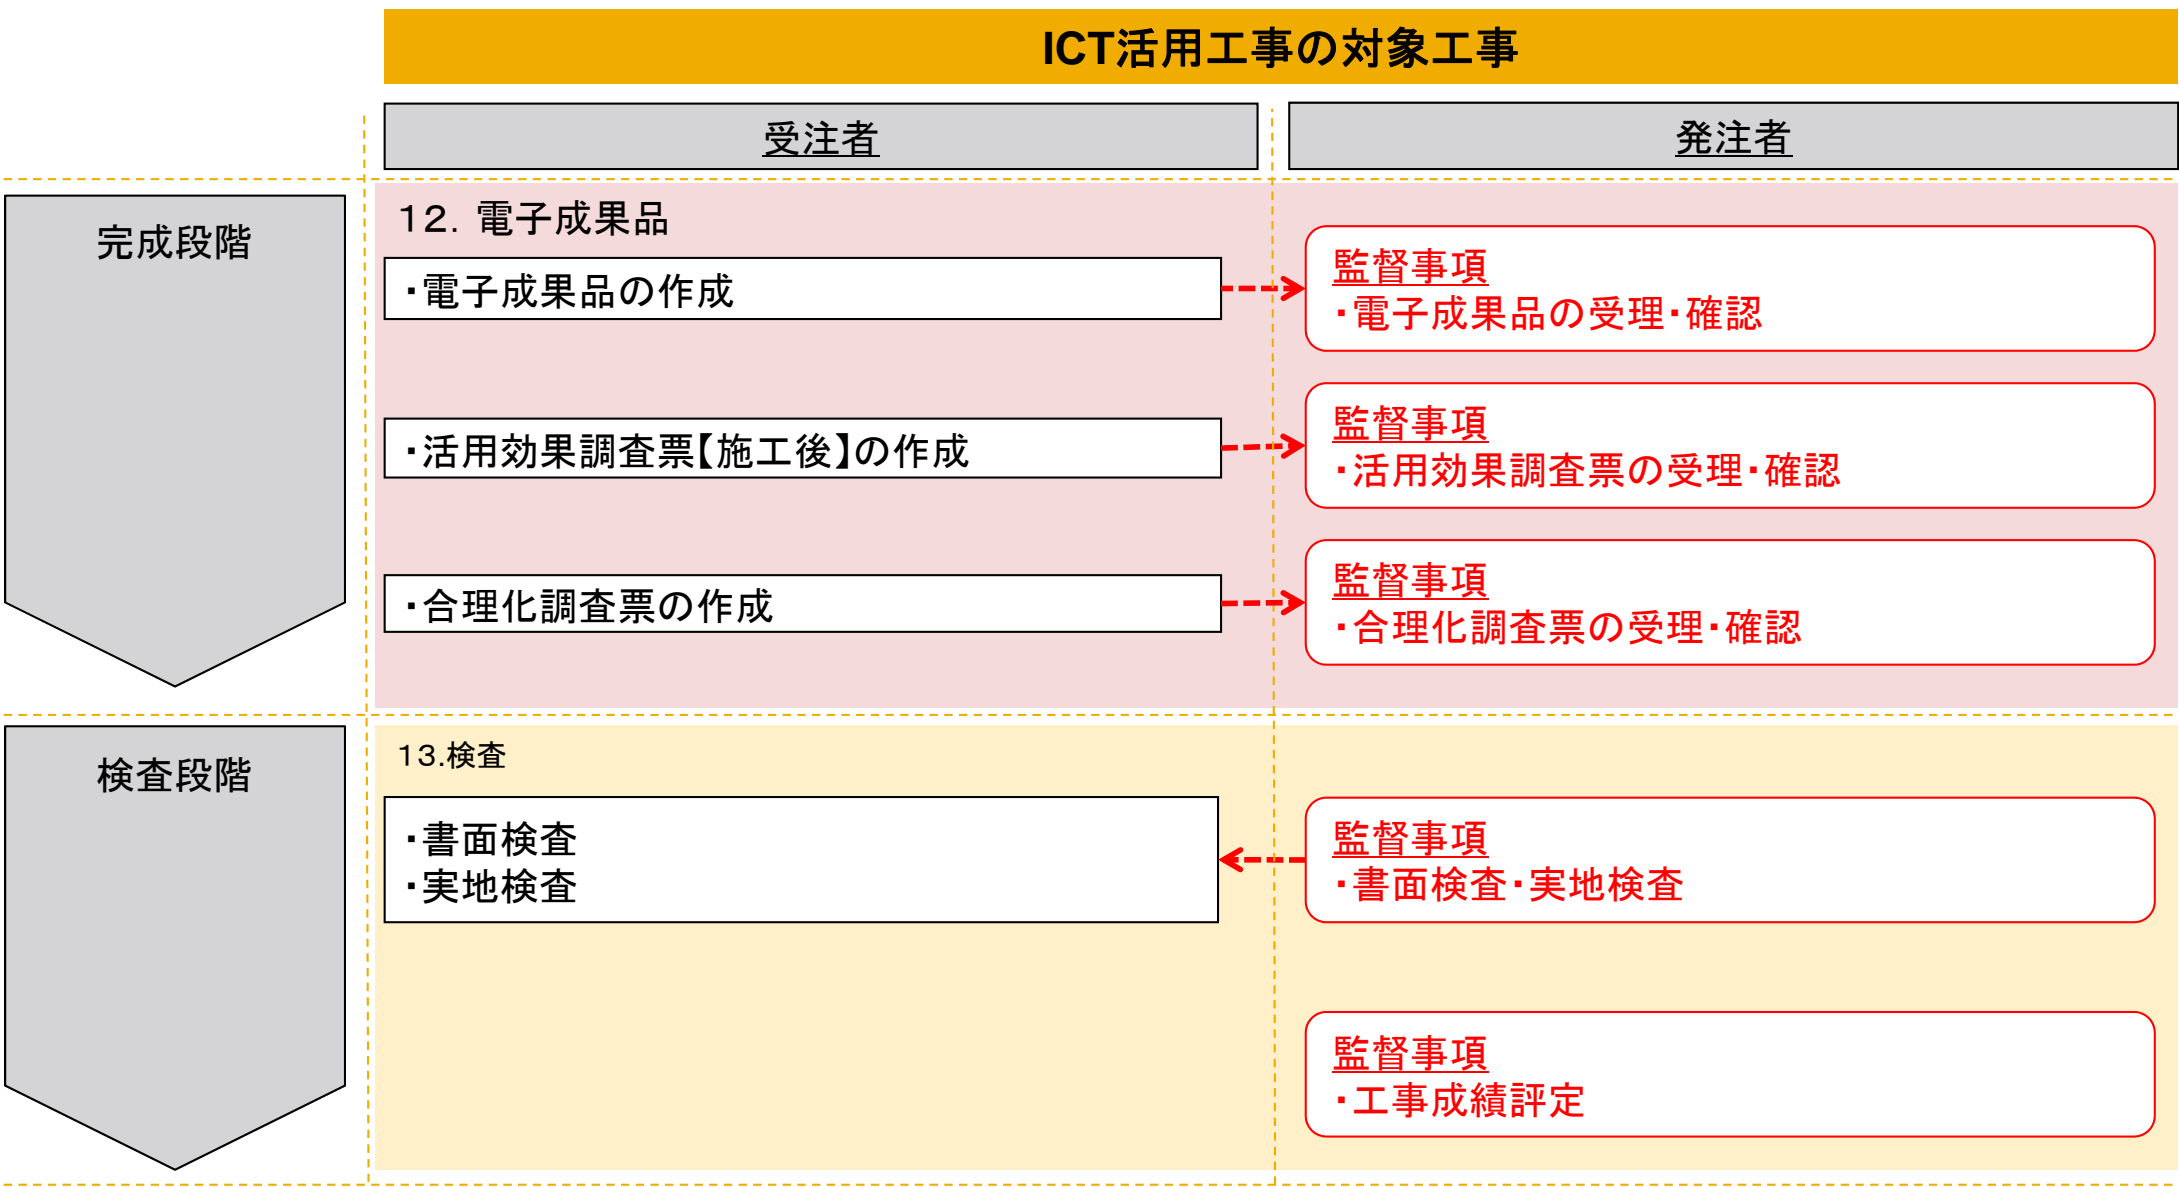 ICT活用工事の対象工事
受注者
発注者
完成段階
１２．電子成果品
・電子成果品の作成
監督事項
・電子成果品の受理・確認
・活用効果調査票【施工後】の作成
監督事項
・活用効果調査票の受理・確認
・合理化調査票の作成
監督事項
・合理化調査票の受理・確認
検査段階
１３.検査
・書面検査
・実地検査
監督事項
・書面検査・実地検査
監督事項
・工事成績評定